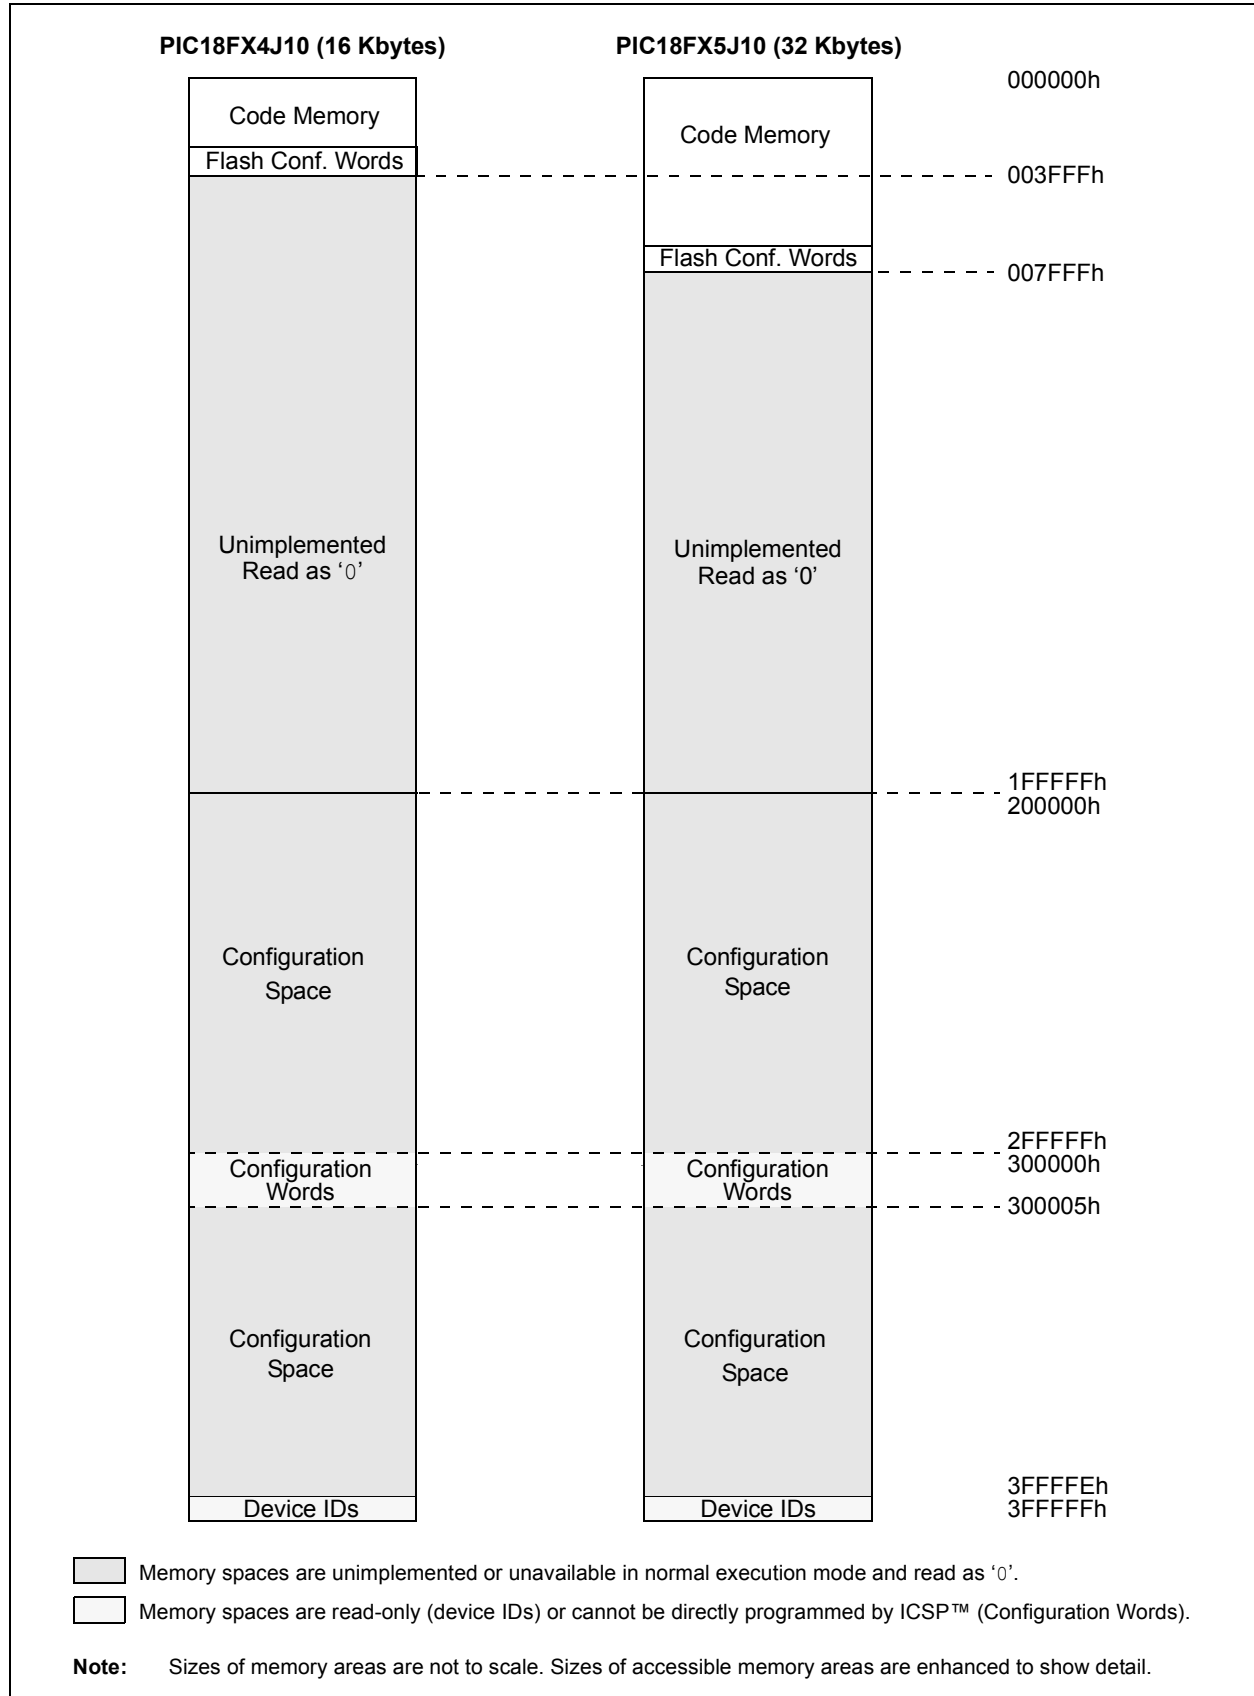 PIC18FX4J10 (16 Kbytes)
PIC18FX5J10 (32 Kbytes)
000000h
Code Memory
Code Memory
Flash Conf. Words
003FFFh
Flash Conf. Words
007FFFh
Unimplemented
Read as ‘0’
Unimplemented
Read as ‘0’
1FFFFFh
200000h
Configuration
Space
Configuration
Space
2FFFFFh
300000h
Configuration
Words
Configuration
Words
300005h
Configuration
Space
Configuration
Space
3FFFFEh
3FFFFFh
Device IDs
Device IDs
Memory spaces are unimplemented or unavailable in normal execution mode and read as ‘0’.
Memory spaces are read-only (device IDs) or cannot be directly programmed by ICSP™ (Configuration Words).
Note: Sizes of memory areas are not to scale. Sizes of accessible memory areas are enhanced to show detail.